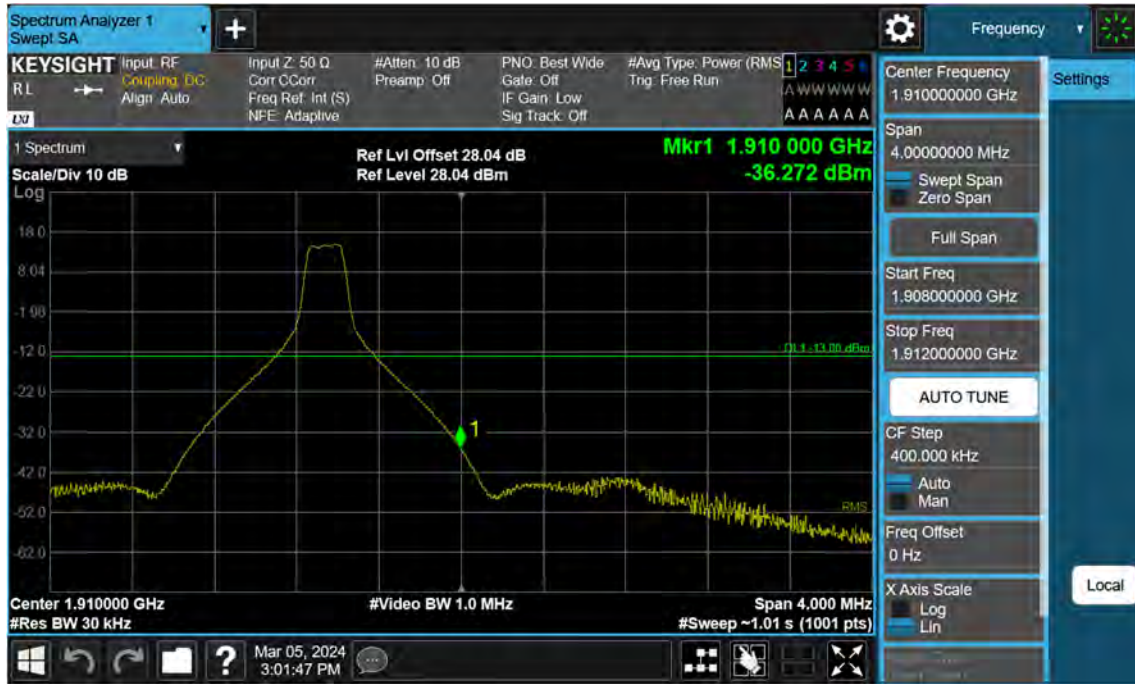 Spectrum Analyzer 1
Swept SA
Frequency
KEYSIGHT
RL
LXI
Input: RF
Coupling: DC
Align: Auto
Input Z: 50 Ω
Corr CCorr
Freq Ref: Int (S)
NFE: Adaptive
#Atten: 10 dB
Preamp: Off
PNO: Best Wide
Gate: Off
IF Gain: Low
Sig Track: Off
#Avg Type: Power (RMS
Trig: Free Run
1 2 3 4 5 6
A W W W W W
A A A A A A
1 Spectrum
Scale/Div 10 dB
Log
Ref Lvl Offset 28.04 dB
Ref Level 28.04 dBm
Mkr1 1.910 000 GHz
-36.272 dBm
18.0
8.04
-1.96
-12.0
-22.0
-32.0
-42.0
-52.0
-62.0
DL1 -13.00 dBm
1
RMS
Center 1.910000 GHz
#Res BW 30 kHz
#Video BW 1.0 MHz
Span 4.000 MHz
#Sweep ~1.01 s (1001 pts)
Mar 05, 2024
3:01:47 PM
Center Frequency
1.910000000 GHz
Span
4.00000000 MHz
Swept Span
Zero Span
Full Span
Start Freq
1.908000000 GHz
Stop Freq
1.912000000 GHz
AUTO TUNE
CF Step
400.000 kHz
Auto
Man
Freq Offset
0 Hz
X Axis Scale
Log
Lin
Settings
Local